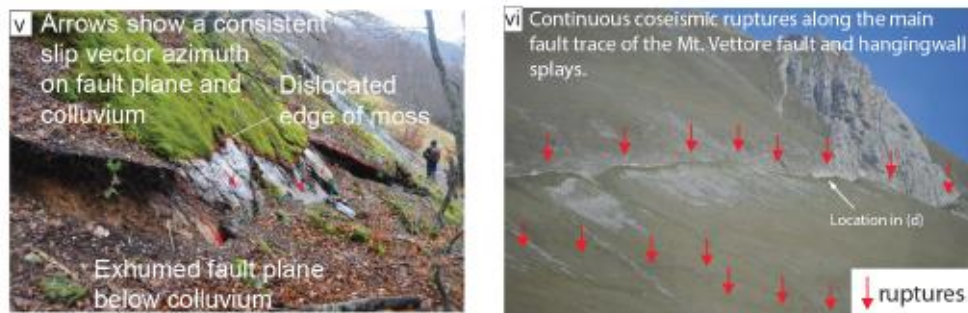 v Arrows show a consistent
slip vector azimuth
on fault plane and
colluvium
Dislocated
edge of moss
Exhumed fault plane
below colluvium
vi Continuous coseismic ruptures along the main
fault trace of the Mt. Vettore fault and hangingwall
splays.
Location in (d)
ruptures